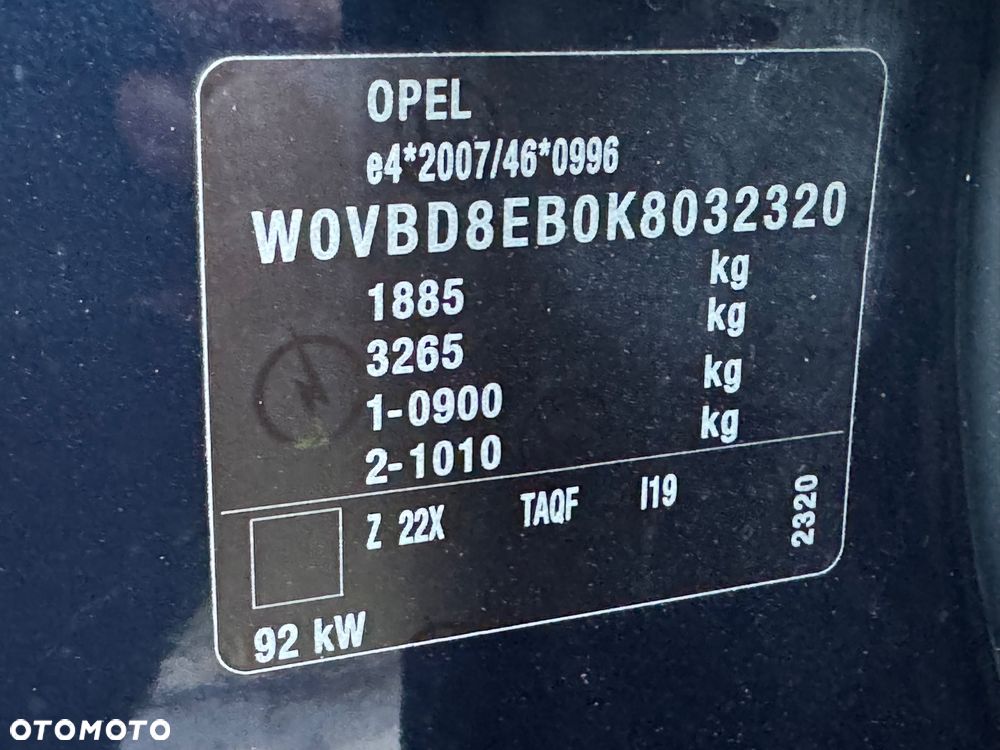 OPEL
e4*2007/46*0996
W0VBD8EB0K8032320
1885 kg
3265 kg
1-0900 kg
2-1010 kg
Z 22X TAQF I19 2320
92 kW
OTOMOTO